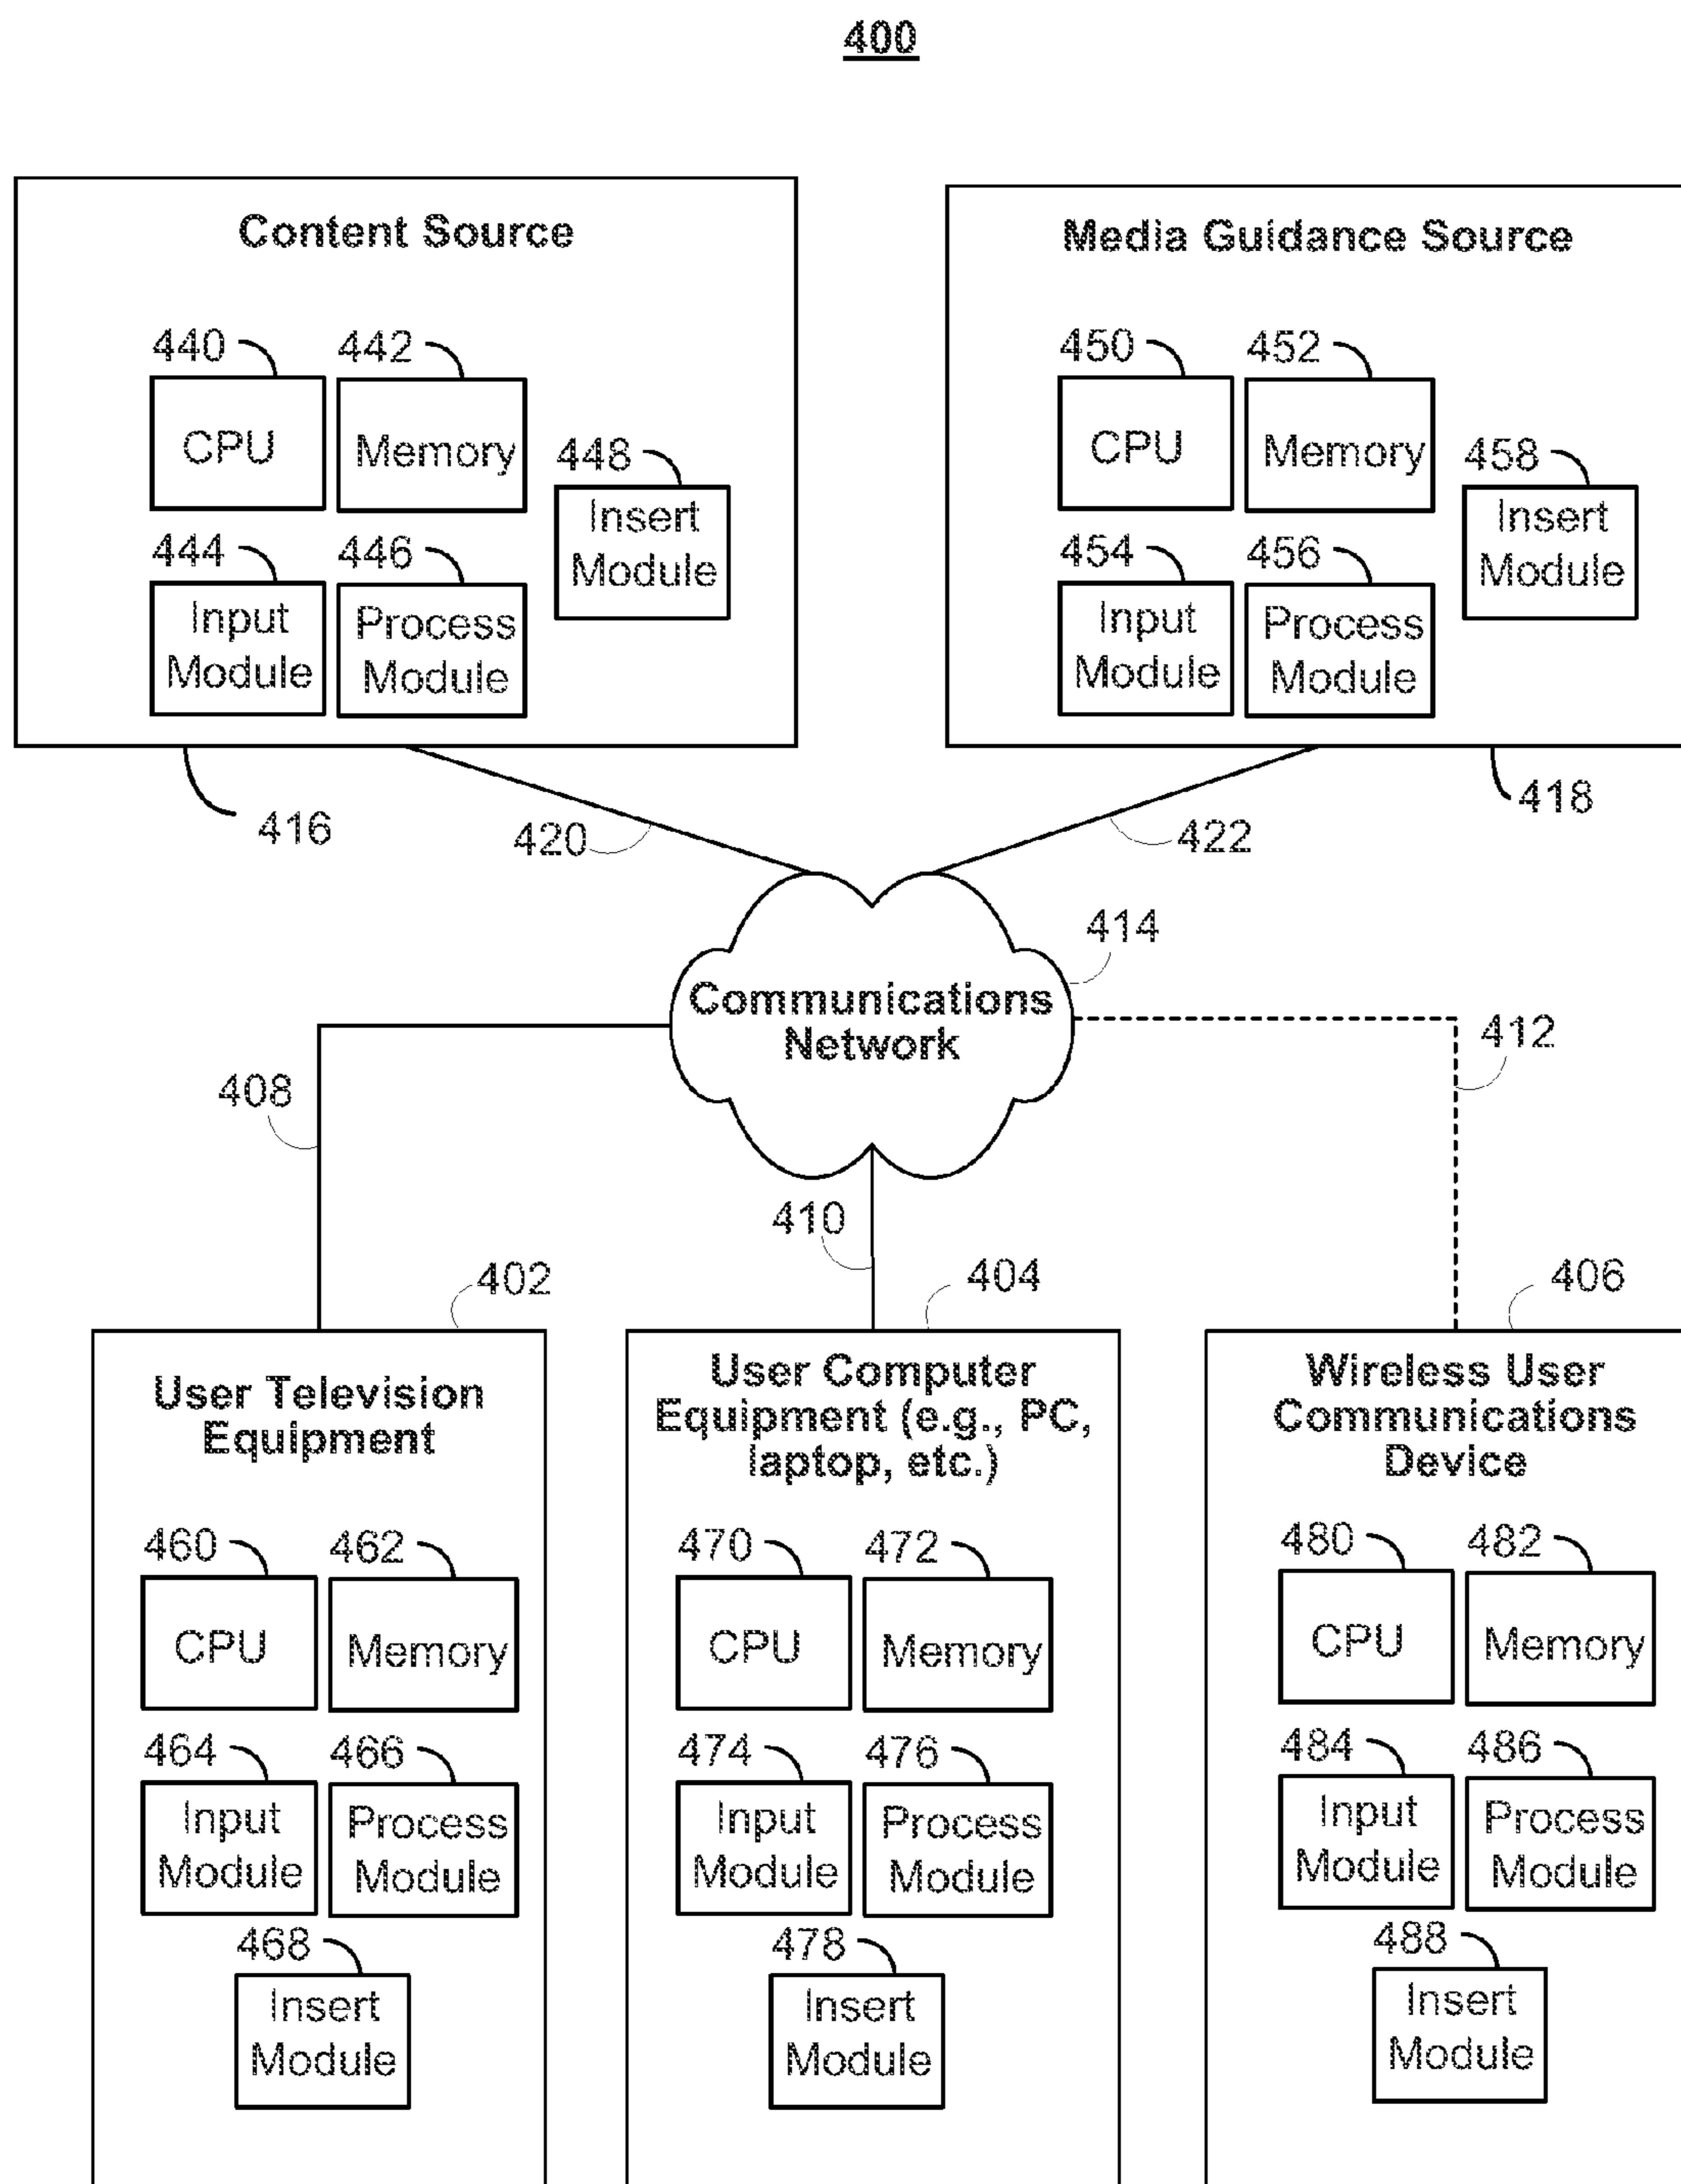 400
Content Source
440
442
CPU
Memory
448
Insert
Module
444
446
Input
Module
Process
Module
416
420
Media Guidance Source
450
452
CPU
Memory
458
Insert
Module
454
456
Input
Module
Process
Module
418
422
414
Communications
Network
412
408
410
402
User Television
Equipment
460
462
CPU
Memory
464
466
Input
Module
Process
Module
468
Insert
Module
404
User Computer
Equipment (e.g., PC,
laptop, etc.)
470
472
CPU
Memory
474
476
Input
Module
Process
Module
478
Insert
Module
406
Wireless User
Communications
Device
480
482
CPU
Memory
484
486
Input
Module
Process
Module
488
Insert
Module